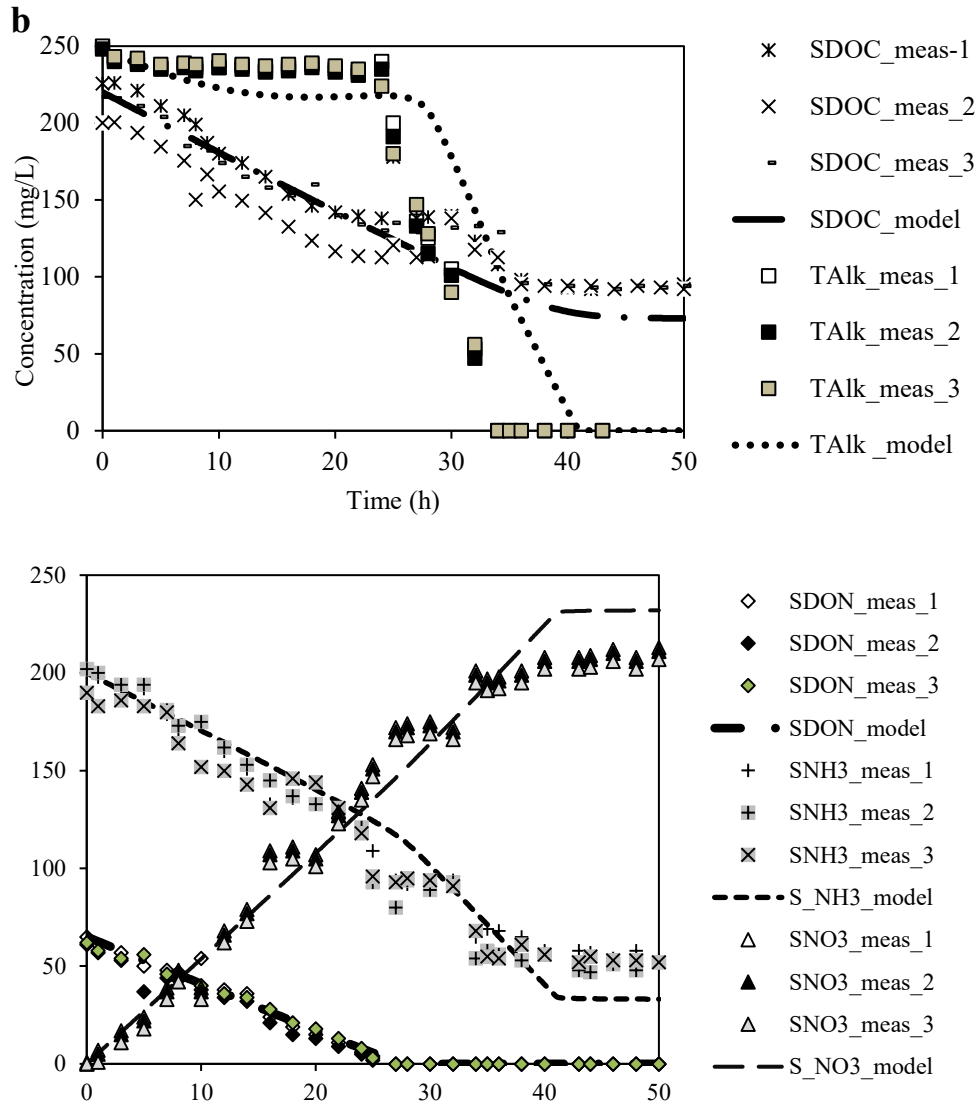 b
250
200
150
100
50
0
Concentration (mg/L)
0 10 20 30 40 50
Time (h)
SDOC_meas-1
SDOC_meas_2
SDOC_meas_3
SDOC_model
TAlk_meas_1
TAlk_meas_2
TAlk_meas_3
TAlk _model
250
200
150
100
50
0
0 10 20 30 40 50
SDON_meas_1
SDON_meas_2
SDON_meas_3
SDON_model
SNH3_meas_1
SNH3_meas_2
SNH3_meas_3
S_NH3_model
SNO3_meas_1
SNO3_meas_2
SNO3_meas_3
S_NO3_model